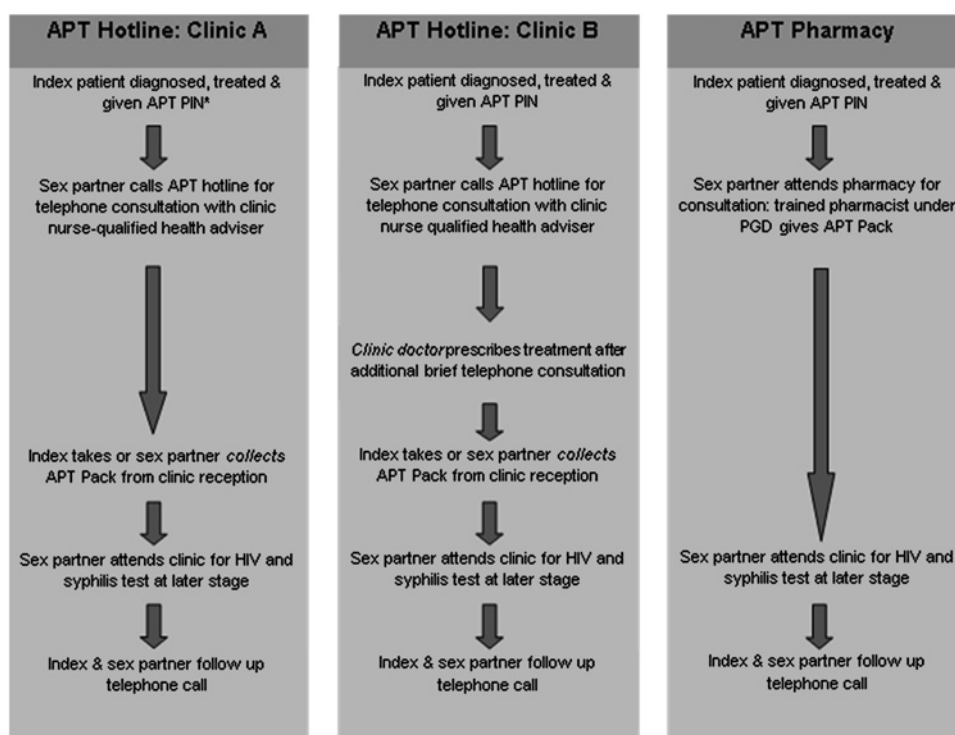 APT Hotline: Clinic A
Index patient diagnosed, treated &
given APT PIN*
Sex partner calls APT hotline for
telephone consultation with clinic
nurse-qualified health adviser
Index takes or sex partner collects
APT Pack from clinic reception
Sex partner attends clinic for HIV and
syphilis test at later stage
Index & sex partner follow up
telephone call
APT Hotline: Clinic B
Index patient diagnosed, treated &
given APT PIN
Sex partner calls APT hotline for
telephone consultation with clinic
nurse qualified health adviser
Clinic doctorprescribes treatment after
additional brief telephone consultation
Index takes or sex partner collects
APT Pack from clinic reception
Sex partner attends clinic for HIV and
syphilis test at later stage
Index & sex partner follow up
telephone call
APT Pharmacy
Index patient diagnosed, treated &
given APT PIN
Sex partner attends pharmacy for
consultation: trained pharmacist under
PGD gives APT Pack
Sex partner attends clinic for HIV and
syphilis test at later stage
Index & sex partner follow up
telephone call